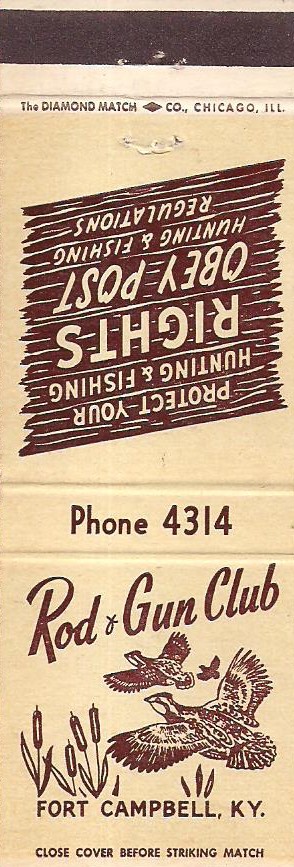 The DIAMOND MATCH CO., CHICAGO, ILL.
PROTECT YOUR
HUNTING & FISHING
RIGHTS
OBEY POST
HUNTING & FISHING
REGULATIONS
Phone 4314
Rod & Gun Club
FORT CAMPBELL, KY.
CLOSE COVER BEFORE STRIKING MATCH